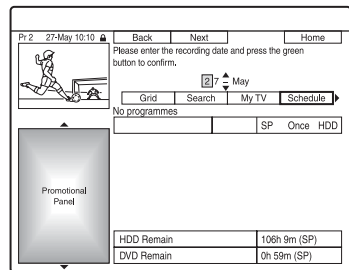 Pr 2 27-May 10:10
Back Next Home
Please enter the recording date and press the green
button to confirm.
27 May
Grid Search My TV Schedule
No programmes
SP Once HDD
Promotional
Panel
HDD Remain 106h 9m (SP)
DVD Remain 0h 59m (SP)